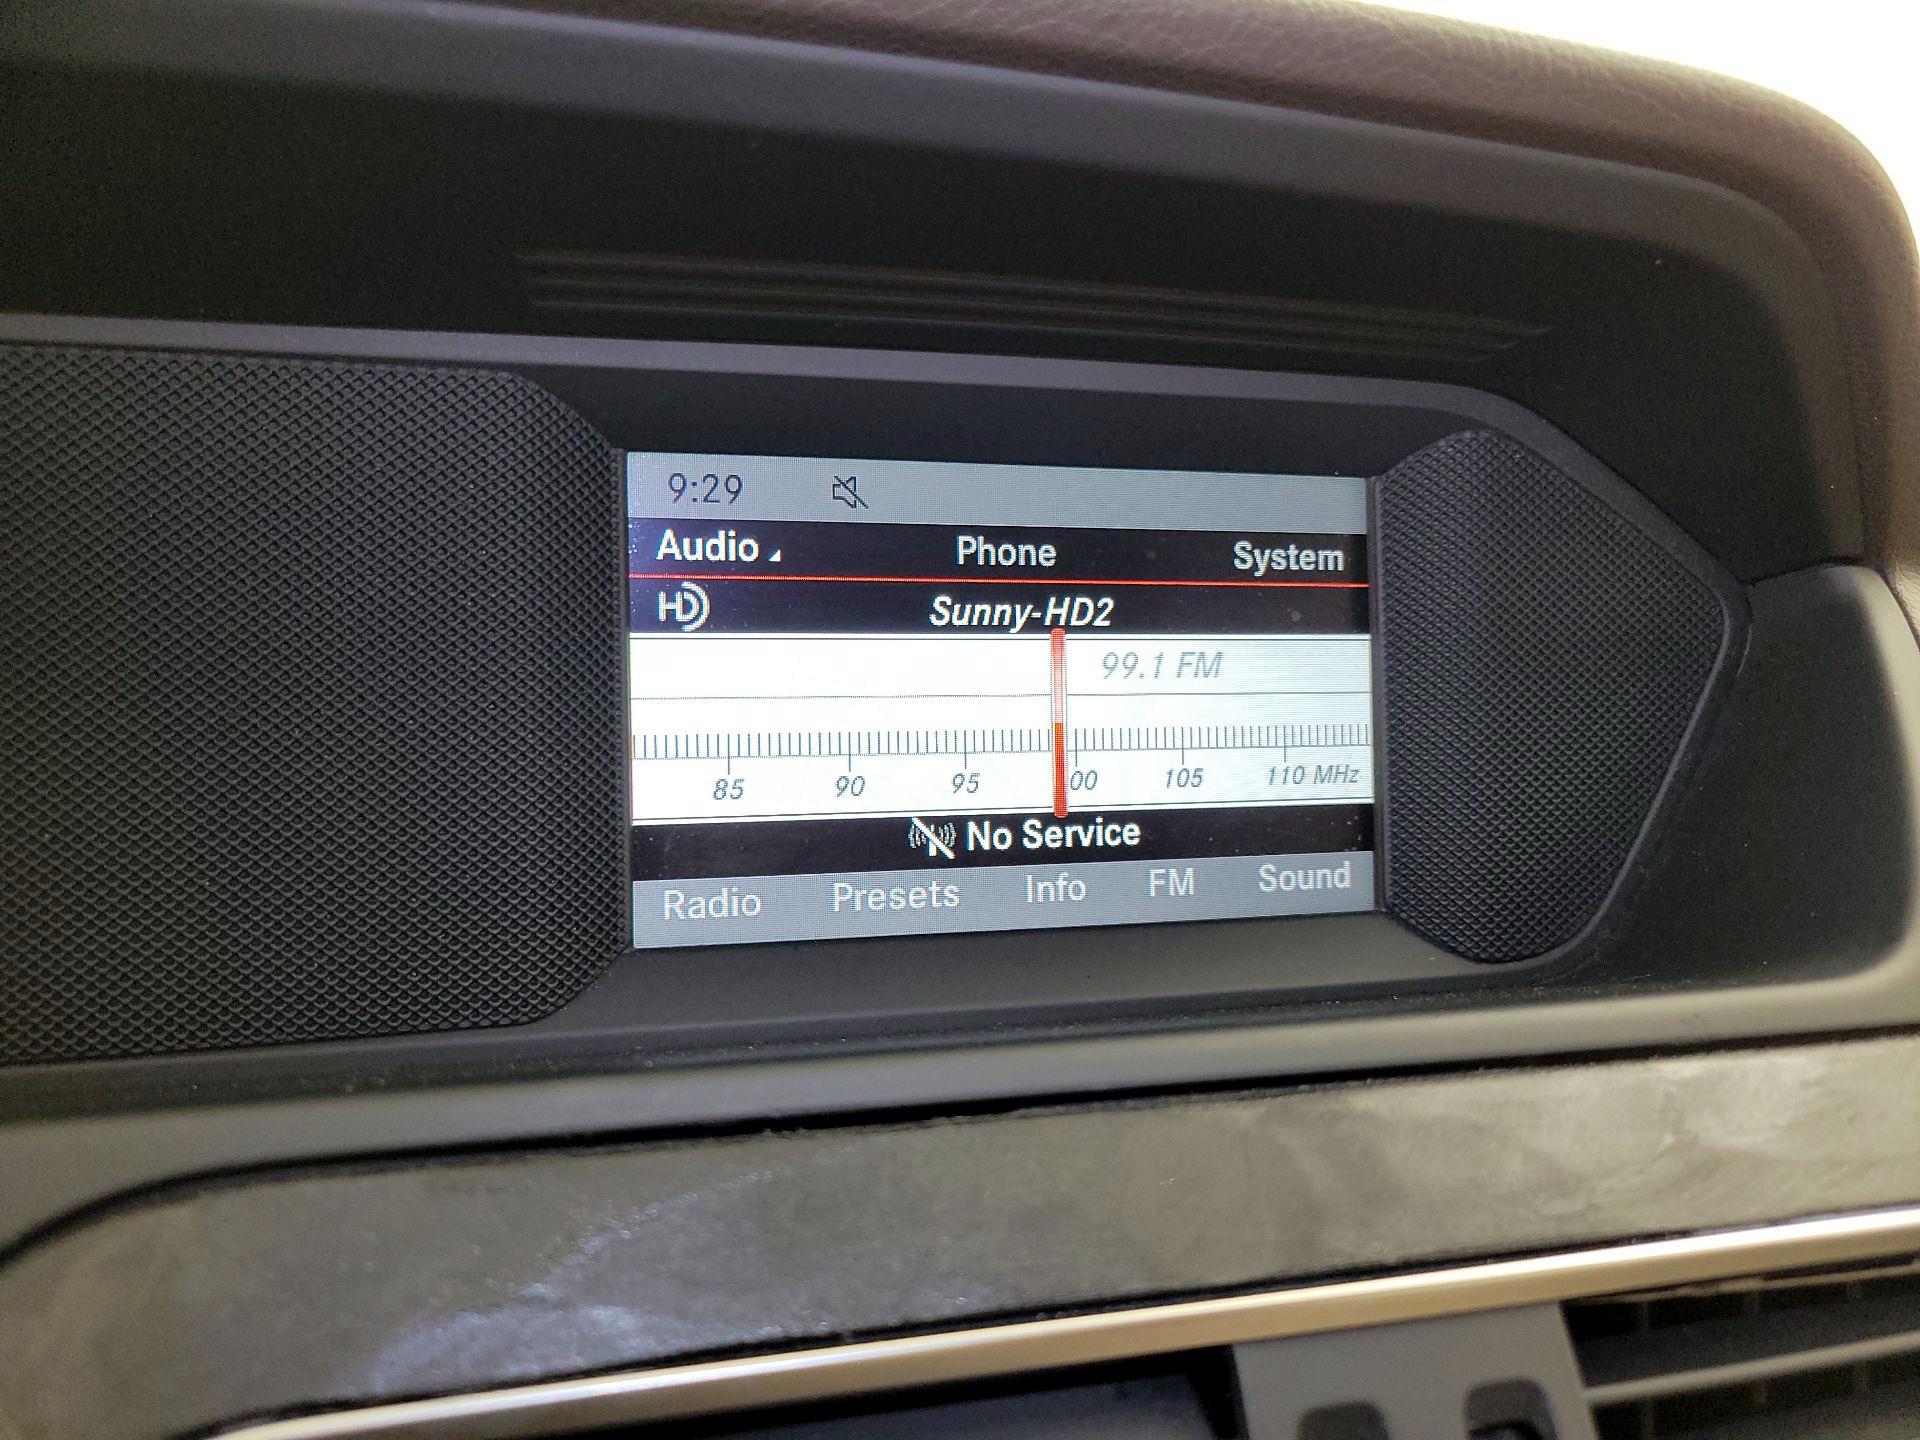 9:29
Audio Phone System
HD Sunny-HD2
99.1 FM
85 90 95 00 105 110 MHz
No Service
Radio Presets Info FM Sound